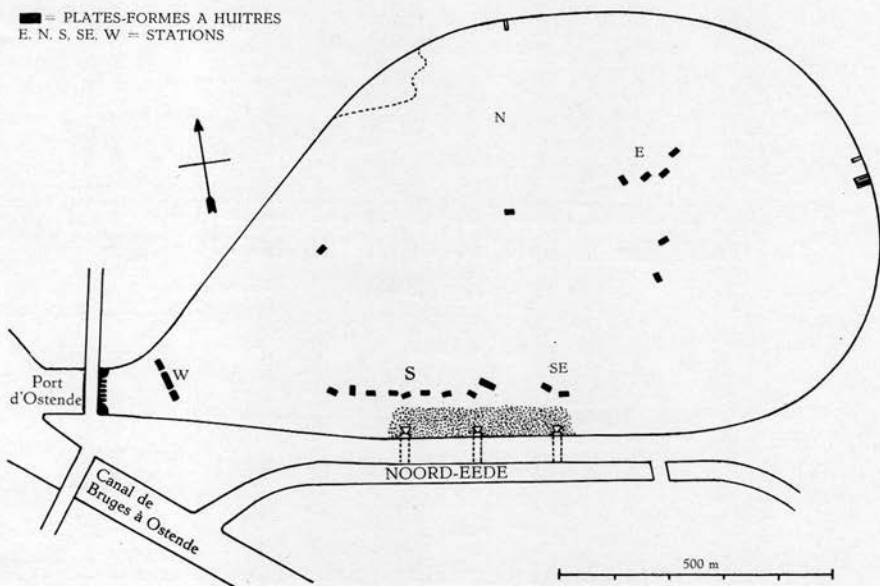 = PLATES-FORMES A HUITRES
E. N. S. SE. W = STATIONS
N
E
W
S
SE
Port
d'Ostende
NOORD-EEDE
Canal de
Bruges à Ostende
500 m